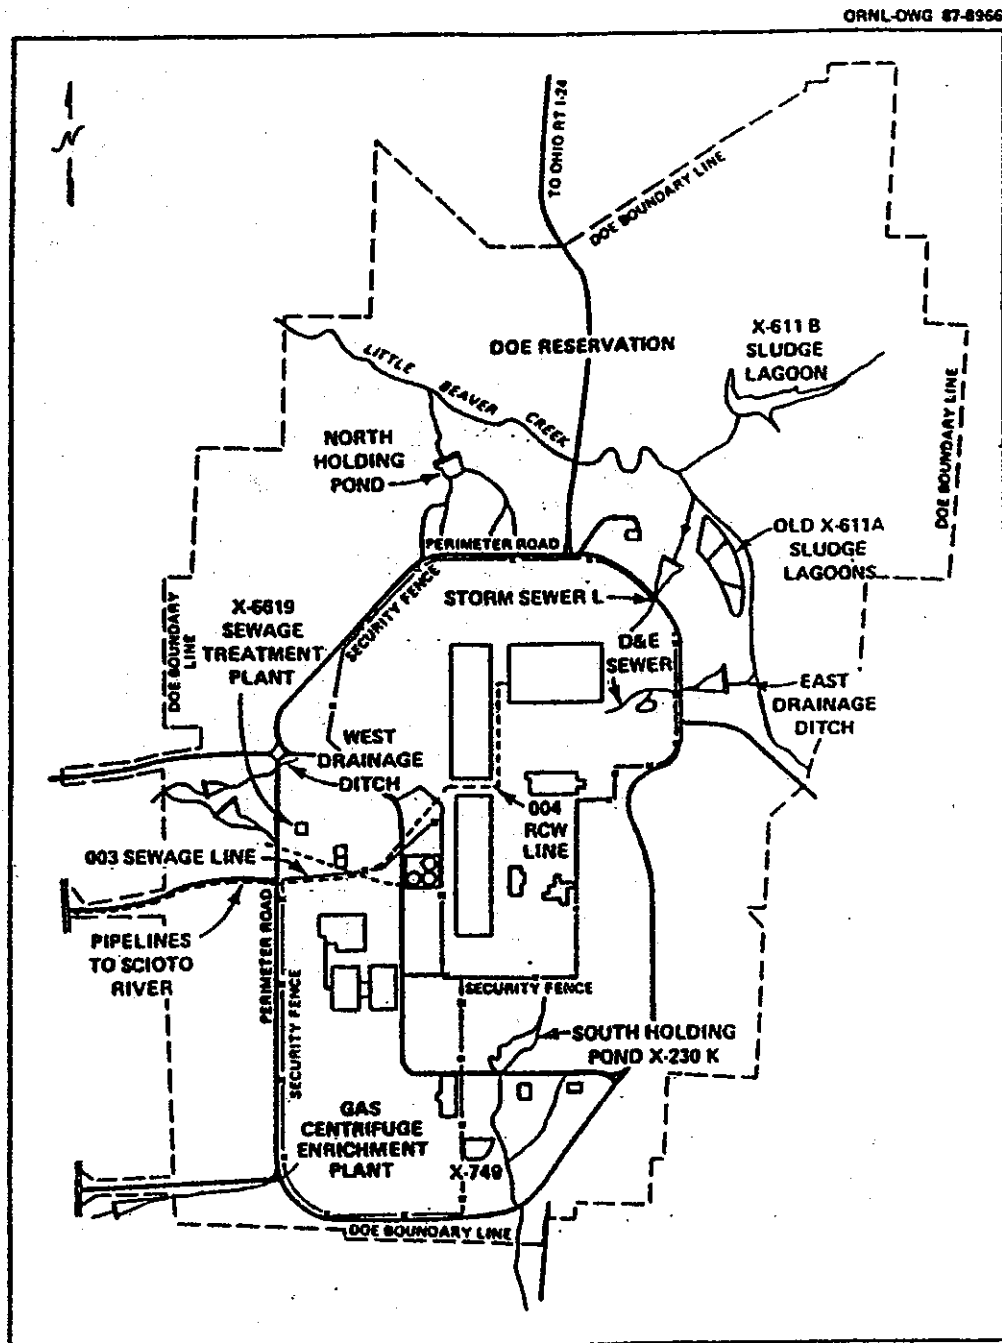 ORNL-DWG 87-8966
N
TO OHIO RT I-24
DOE BOUNDARY LINE
DOE RESERVATION
X-611 B
SLUDGE
LAGOON
LITTLE BEAVER CREEK
DOE BOUNDARY LINE
NORTH
HOLDING
POND
PERIMETER ROAD
OLD X-611A
SLUDGE
LAGOONS
SECURITY FENCE
STORM SEWER L
X-6619
SEWAGE
TREATMENT
PLANT
DOE BOUNDARY
LINE
D&E
SEWER
EAST
DRAINAGE
DITCH
WEST
DRAINAGE
DITCH
004
RCW
LINE
003 SEWAGE LINE
PIPELINES
TO SCIOTO
RIVER
PERIMETER ROAD
SECURITY FENCE
SECURITY FENCE
SOUTH HOLDING
POND X-230 K
GAS
CENTRIFUGE
ENRICHMENT
PLANT
X-749
DOE BOUNDARY LINE